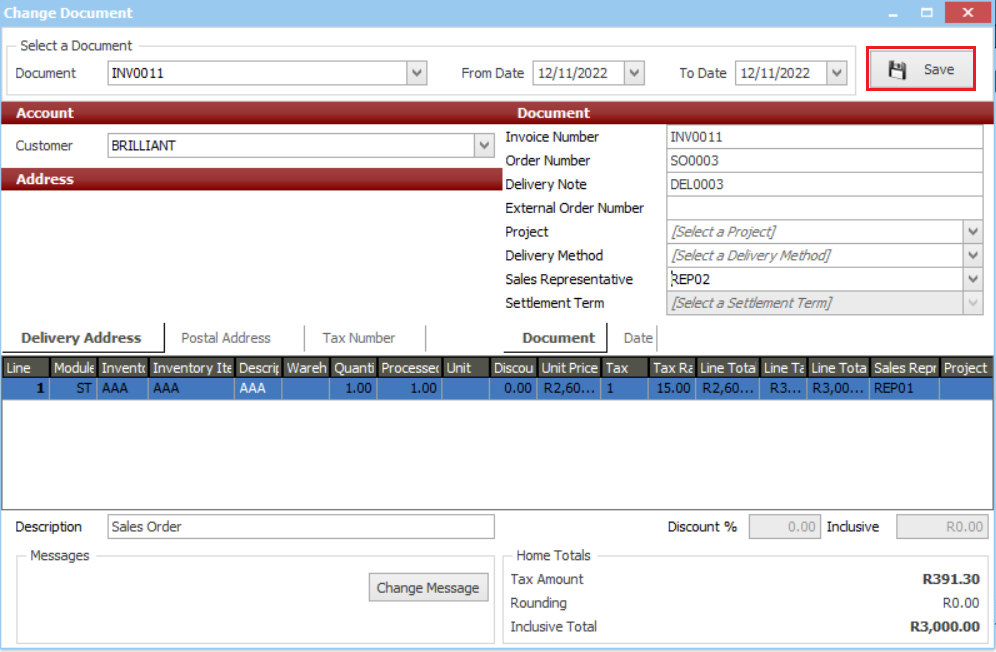 Change Document
Select a Document
Document INV0011 From Date 12/11/2022 To Date 12/11/2022 Save
Account Document
Customer BRILLIANT
Address
Invoice Number INV0011
Order Number SO0003
Delivery Note DEL0003
External Order Number
Project [Select a Project]
Delivery Method [Select a Delivery Method]
Sales Representative REP02
Settlement Term [Select a Settlement Term]
Delivery Address Postal Address Tax Number Document Date
Line Module Invento Inventory Ite Descrip Wareh Quanti Processed Unit Discou Unit Price Tax Tax Ra Line Tota Line Ta Line Tota Sales Repr Project
1 ST AAA AAA AAA 1.00 1.00 0.00 R2,60... 1 15.00 R2,60... R3... R3,00... REP01
Description Sales Order Discount % 0.00 Inclusive R0.00
Messages
Change Message
Home Totals
Tax Amount R391.30
Rounding R0.00
Inclusive Total R3,000.00